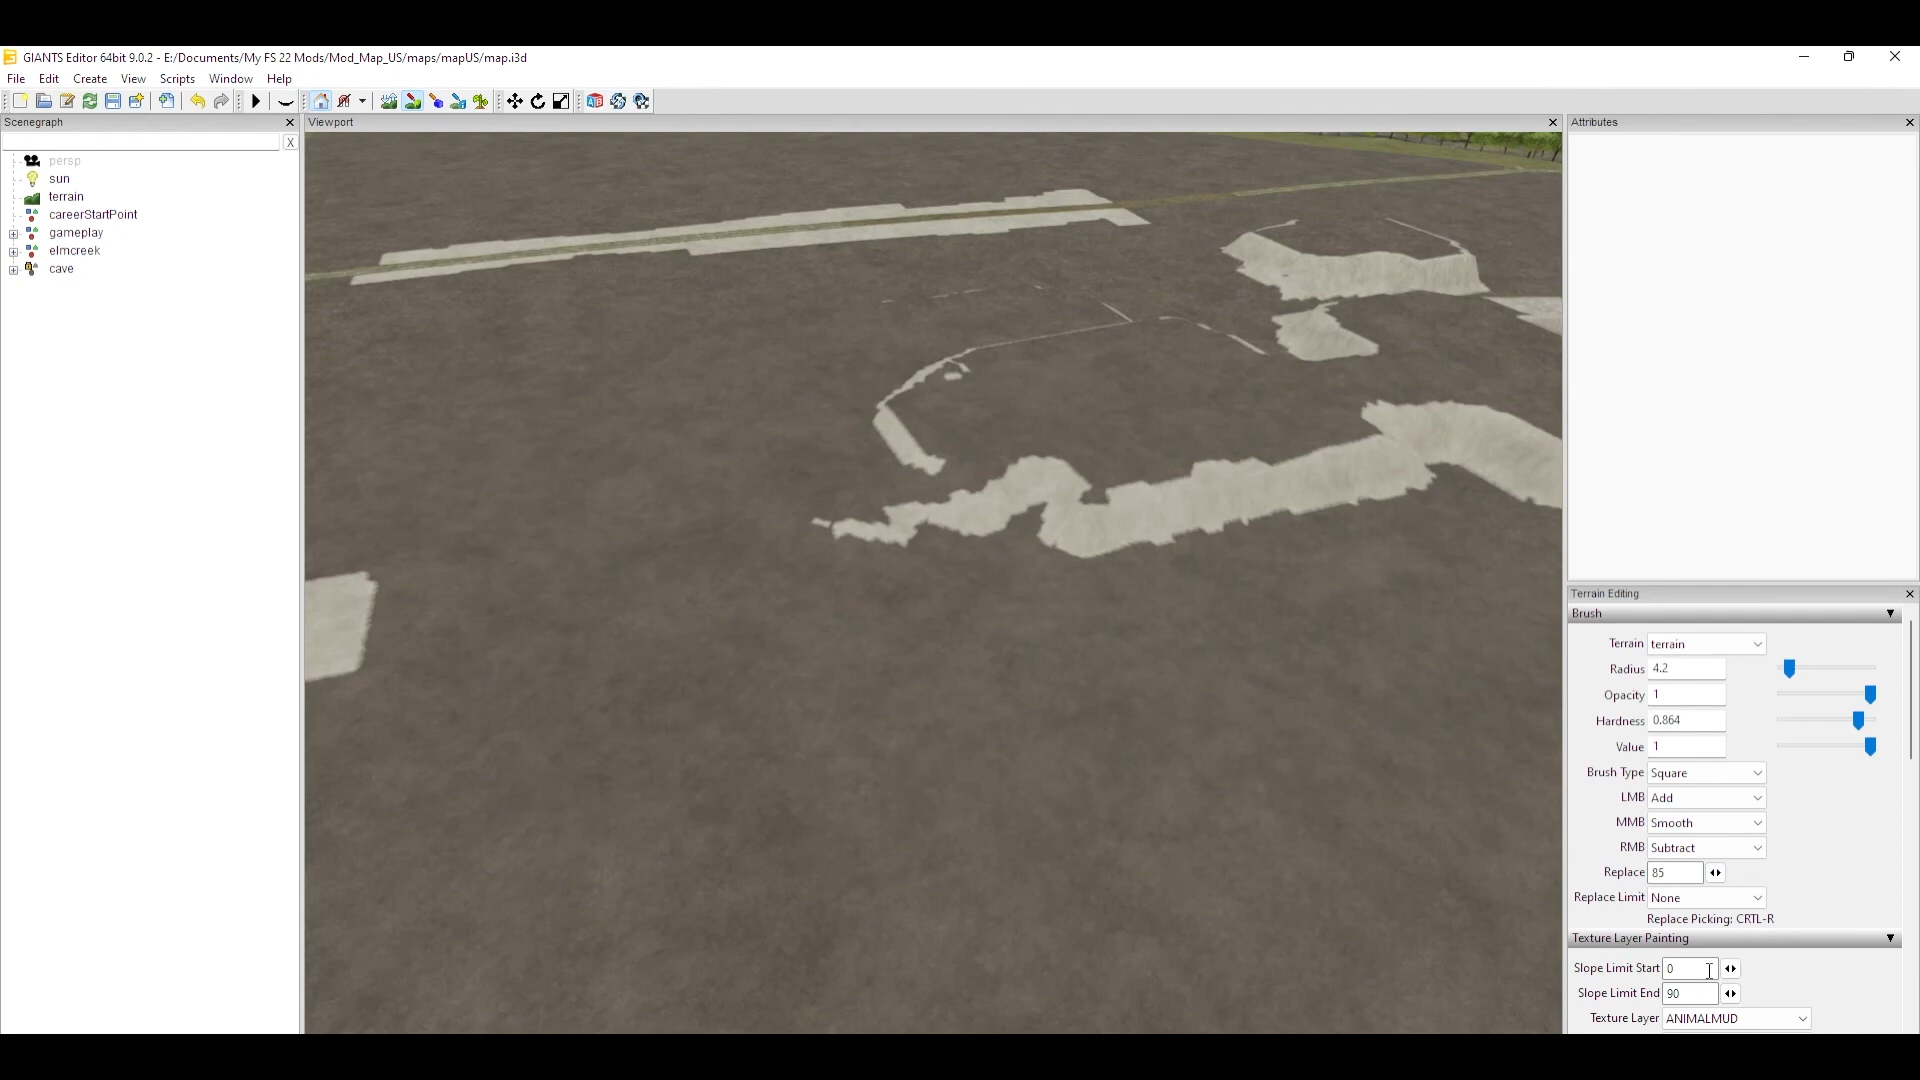 GIANTS Editor 64bit 9.0.2 - E:/Documents/My FS 22 Mods/Mod_Map_US/maps/mapUS/map.i3d
File Edit Create View Scripts Window Help
Scenegraph
Viewport
Attributes
X
persp
sun
terrain
careerStartPoint
gameplay
elmcreek
cave
Terrain Editing
Brush
Terrain terrain
Radius 4.2
Opacity 1
Hardness 0.864
Value 1
Brush Type Square
LMB Add
MMB Smooth
RMB Subtract
Replace 85
Replace Limit None
Replace Picking: CRTL-R
Texture Layer Painting
Slope Limit Start 0
Slope Limit End 90
Texture Layer ANIMALMUD